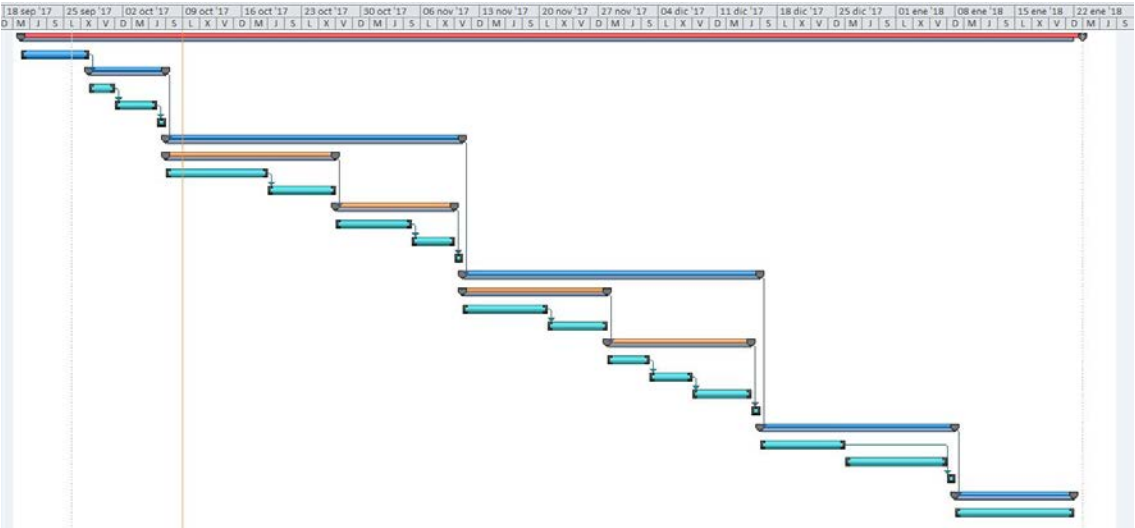 18 sep '17 25 sep '17 02 oct '17 09 oct '17 16 oct '17 23 oct '17 30 oct '17 06 nov '17 13 nov '17 20 nov '17 27 nov '17 04 dic '17 11 dic '17 18 dic '17 25 dic '17 01 ene '18 08 ene '18 15 ene '18 22 ene '18
D M J S L X V D M J S L X V D M J S L X V D M J S L X V D M J S L X V D M J S L X V D M J S L X V D M J S L X V D M J S L X V D M J S